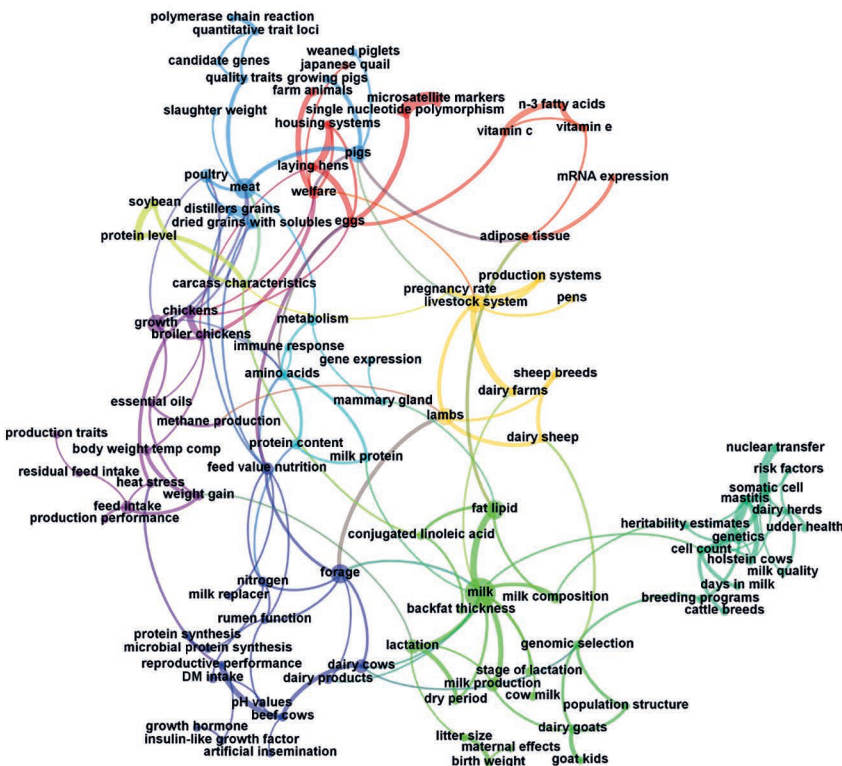 polymerase chain reaction
quantitative trait loci
weaned piglets
candidate genes
japanese quail
quality traits
growing pigs
farm animals
microsatellite markers
slaughter weight
single nucleotide polymorphism
n-3 fatty acids
housing systems
vitamin c
vitamin e
pigs
poultry
laying hens
mRNA expression
meat
welfare
soybean
distillers grains
dried grains with solubles
eggs
protein level
adipose tissue
carcass characteristics
production systems
pregnancy rate
livestock system
pens
chickens
growth
metabolism
broiler chickens
immune response
gene expression
amino acids
sheep breeds
dairy farms
essential oils
mammary gland
lambs
methane production
production traits
protein content
dairy sheep
body weight temp comp
milk protein
nuclear transfer
residual feed intake
feed value nutrition
risk factors
heat stress
somatic cell
weight gain
mastitis
feed intake
fat lipid
dairy herds
production performance
conjugated linoleic acid
heritability estimates
udder health
genetics
cell count
holstein cows
nitrogen
forage
milk quality
milk replacer
milk
milk composition
days in milk
backfat thickness
breeding programs
rumen function
cattle breeds
protein synthesis
lactation
genomic selection
microbial protein synthesis
reproductive performance
dairy cows
stage of lactation
DM intake
dairy products
milk production
pH values
dry period
cow milk
population structure
beef cows
growth hormone
dairy goats
insulin-like growth factor
litter size
artificial insemination
maternal effects
birth weight
goat kids